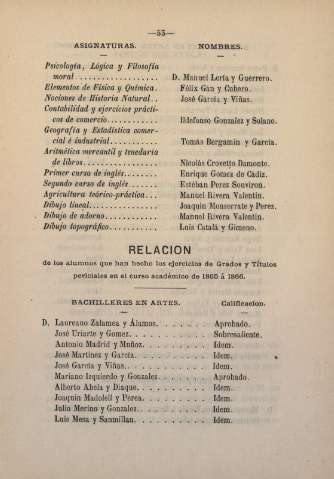 —55—
ASIGNATURAS. NOMBRES.
Psicología, Lógica y Filosofía
moral . . . . . . . . . . . . . . . . . . D. Manuel Leria y Guerrero.
Elementos de Física y Química. Félix Gán y Cohero.
Nociones de Historia Natural. . José García y Viñas.
Contabilidad y ejercicios prácti-
cos de comercio . . . . . . . . . . . Ildefonso Gonzalez y Solano.
Geografía y Estadística comer-
cial é industrial . . . . . . . . . . . Tomás Bergamin y García.
Aritmética mercantil y teneduría
de libros . . . . . . . . . . . . . . . . . Nicolás Crovetto Damonte.
Primer curso de inglés . . . . . . . Enrique Gomez de Cádiz.
Segundo curso de inglés . . . . . . Estéban Perez Souviron.
Agricultura teórico-práctica . . . Manuel Rivera Valentin.
Dibujo lineal . . . . . . . . . . . . . . . Joaquin Monserrate y Perez.
Dibujo de adorno . . . . . . . . . . . Manuel Rivera Valentin.
Dibujo topográfico . . . . . . . . . . Luis Catalá y Gimeno.
RELACION
de los alumnos que han hecho los ejercicios de Grados y Títulos
periciales en el curso académico de 1865 á 1866.
BACHILLERES EN ARTES. Calificacion.
D. Laureano Zalamea y Álamos. . . . . . . Aprobado.
José Uriarte y Gomez. . . . . . . . Sobresaliente.
Antonio Madrid y Muñoz. . . . . . . Idem.
José Martinez y García. . . . . . . . Idem.
José García y Viñas. . . . . . . . . Idem.
Mariano Izquierdo y Gonzalez. . . . . . Aprobado.
Alberto Abela y Diaque. . . . . . . Idem.
Joaquin Madolell y Perea. . . . . . . Idem.
Julio Merino y Gonzalez. . . . . . . Idem.
Luis Mesa y Sanmillan. . . . . . . . Idem.